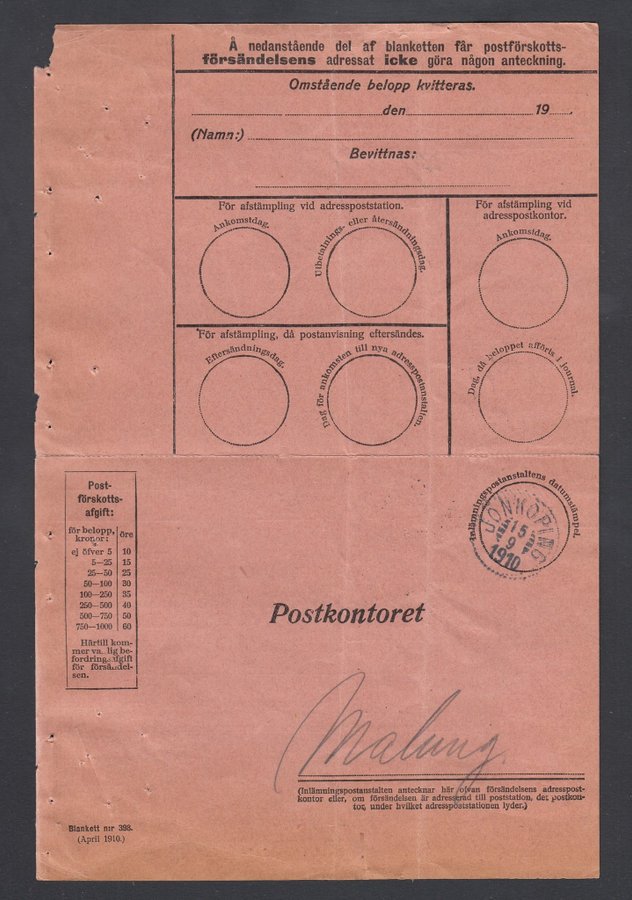 Å nedanstående del af blanketten får postförskotts-
försändelsens adressat icke göra någon anteckning.
Omstående belopp kvitteras.
den 19
(Namn:)
Bevittnas:
För afstämpling vid adresspoststation.
Ankomstdag.
Utbetalnings- eller återsändningsdag.
För afstämpling vid
adresspostkontor.
Ankomstdag.
För afstämpling, då postanvisning eftersändes.
Eftersändningsdag.
Dag för ankomsten till nya adresspostanstalten.
Dag, då beloppet afförts i journal.
Post-
förskotts-
afgift:
för belopp, kronor: öre
ej öfver 5 10
5—25 15
25—50 25
50—100 30
100—250 35
250—500 40
500—750 50
750—1000 60
Härtill kom-
mer va lig be-
fordringsafgift
för försändel-
sen.
Inlämningspostanstaltens datumstämpel.
JÖNKÖPING
15
9
1910
Postkontoret
Malung
(Inlämningspostanstalten antecknar här ofvan försändelsens adresspost-
kontor eller, om försändelsen är adresserad till poststation, det postkon-
tor, under hvilket adresspoststationen lyder.)
Blankett n:r 398.
(April 1910.)